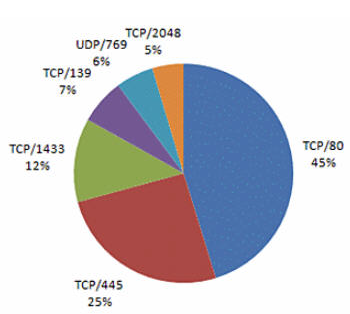 TCP/2048
5%
UDP/769
6%
TCP/139
7%
TCP/80
45%
TCP/1433
12%
TCP/445
25%